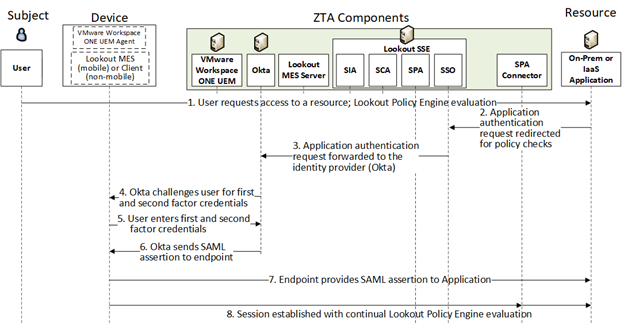 Subject
Device
ZTA Components
Resource
VMware Workspace
ONE UEM Agent
Lookout MES
(mobile) or Client
(non-mobile)
User
VMware
Workspace
ONE UEM
Okta
Lookout
MES Server
Lookout SSE
SIA
SCA
SPA
SSO
SPA
Connector
On-Prem or
IaaS
Application
1. User requests access to a resource; Lookout Policy Engine evaluation
2. Application
authentication
request redirected
for policy checks
3. Application authentication
request forwarded to the
identity provider (Okta)
4. Okta challenges user for first
and second factor credentials
5. User enters first and second
factor credentials
6. Okta sends SAML
assertion to endpoint
7. Endpoint provides SAML assertion to Application
8. Session established with continual Lookout Policy Engine evaluation